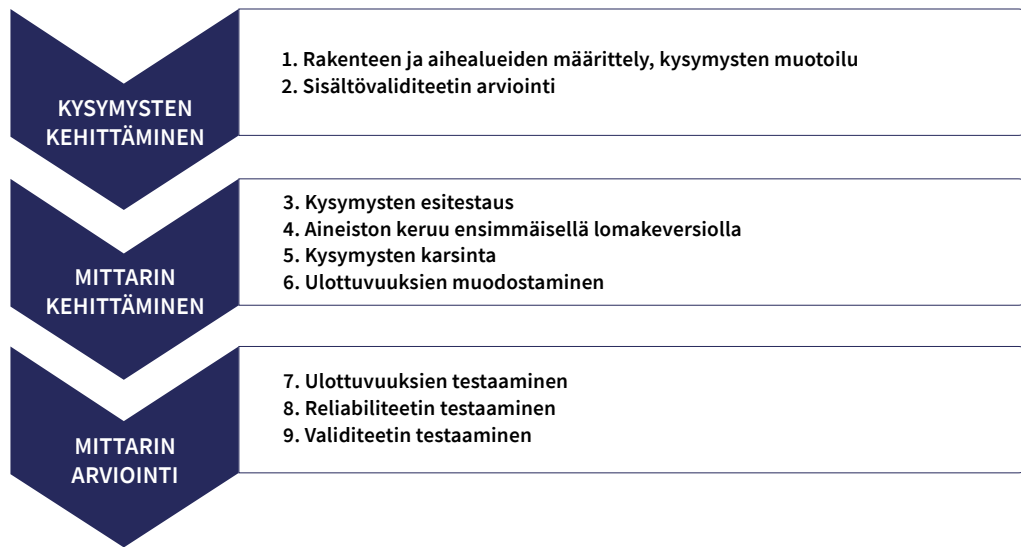 KYSYMYSTEN
KEHITTÄMINEN
1. Rakenteen ja aihealueiden määrittely, kysymysten muotoilu
2. Sisältövaliditeetin arviointi
MITTARIN
KEHITTÄMINEN
3. Kysymysten esitestaus
4. Aineiston keruu ensimmäisellä lomakeversiolla
5. Kysymysten karsinta
6. Ulottuvuuksien muodostaminen
MITTARIN
ARVIOINTI
7. Ulottuvuuksien testaaminen
8. Reliabiliteetin testaaminen
9. Validiteetin testaaminen